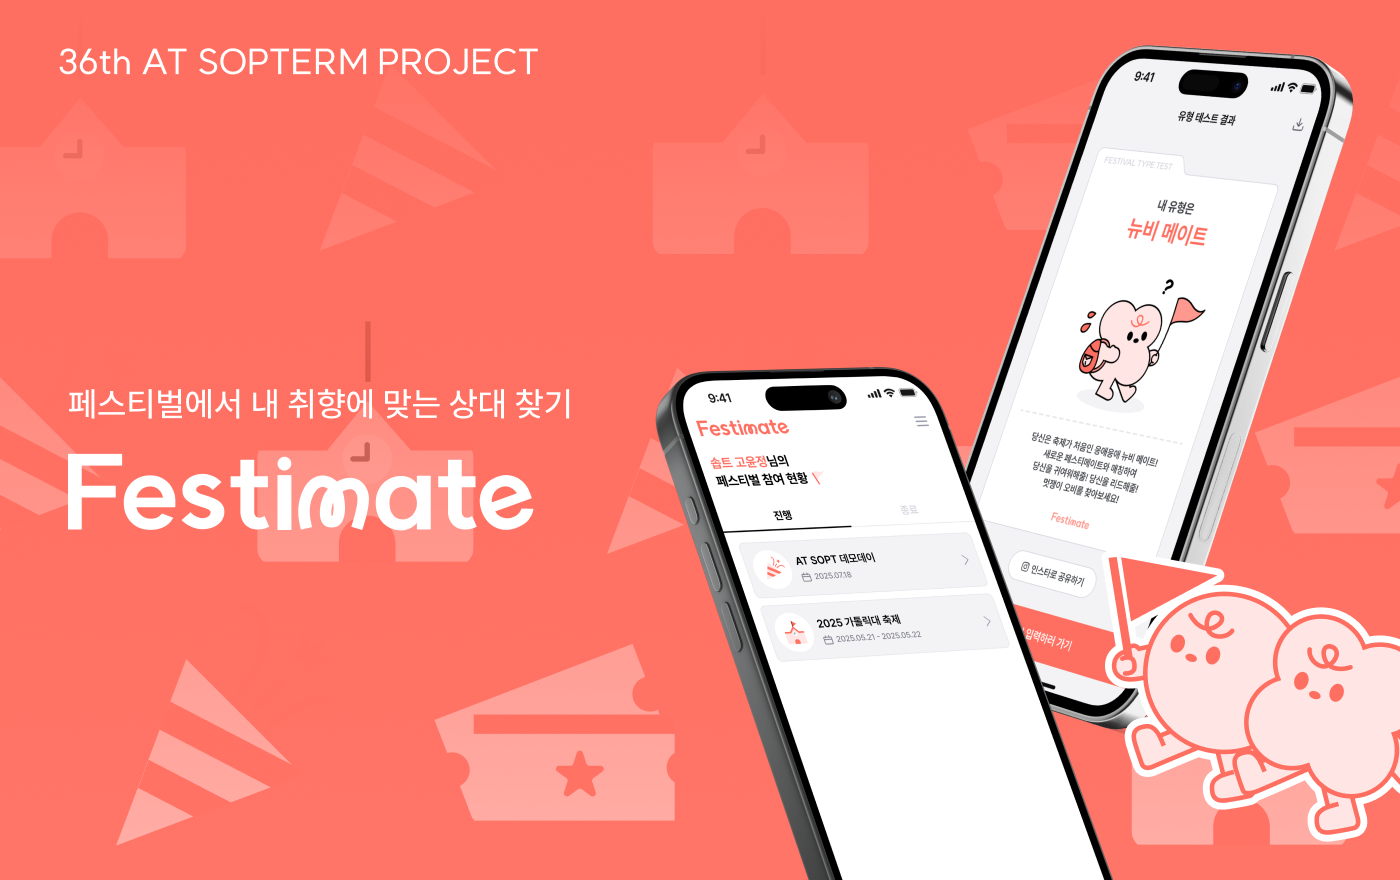 36th AT SOPTERM PROJECT
페스티벌에서 내 취향에 맞는 상대 찾기
Festimate
9:41
Festimate
솝트 고윤정님의
페스티벌 참여 현황
진행
종료
AT SOPT 데모데이
2025.07.18
2025 가톨릭대 축제
2025.05.21 - 2025.05.22
9:41
유형 테스트 결과
FESTIVAL TYPE TEST
내 유형은
뉴비 메이트
?
당신은 축제가 처음인 응애응애 뉴비 메이트!
새로운 페스티메이트와 매칭하여
당신을 귀여워해줄! 당신을 리드해줄!
멋쟁이 오비를 찾아보세요!
Festimate
인스타로 공유하기
입력하러 가기